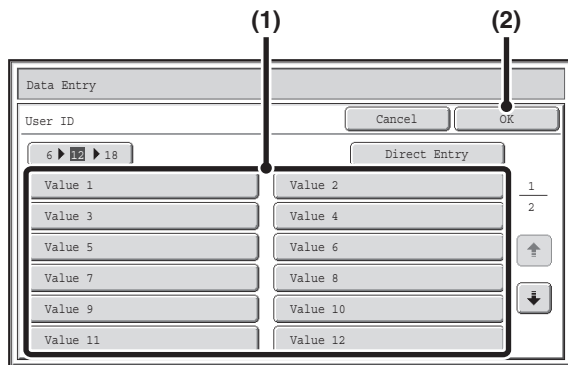 (1) (2)
Data Entry
User ID Cancel OK
6 12 18 Direct Entry
Value 1 Value 2 1
Value 3 Value 4 2
Value 5 Value 6
Value 7 Value 8
Value 9 Value 10
Value 11 Value 12